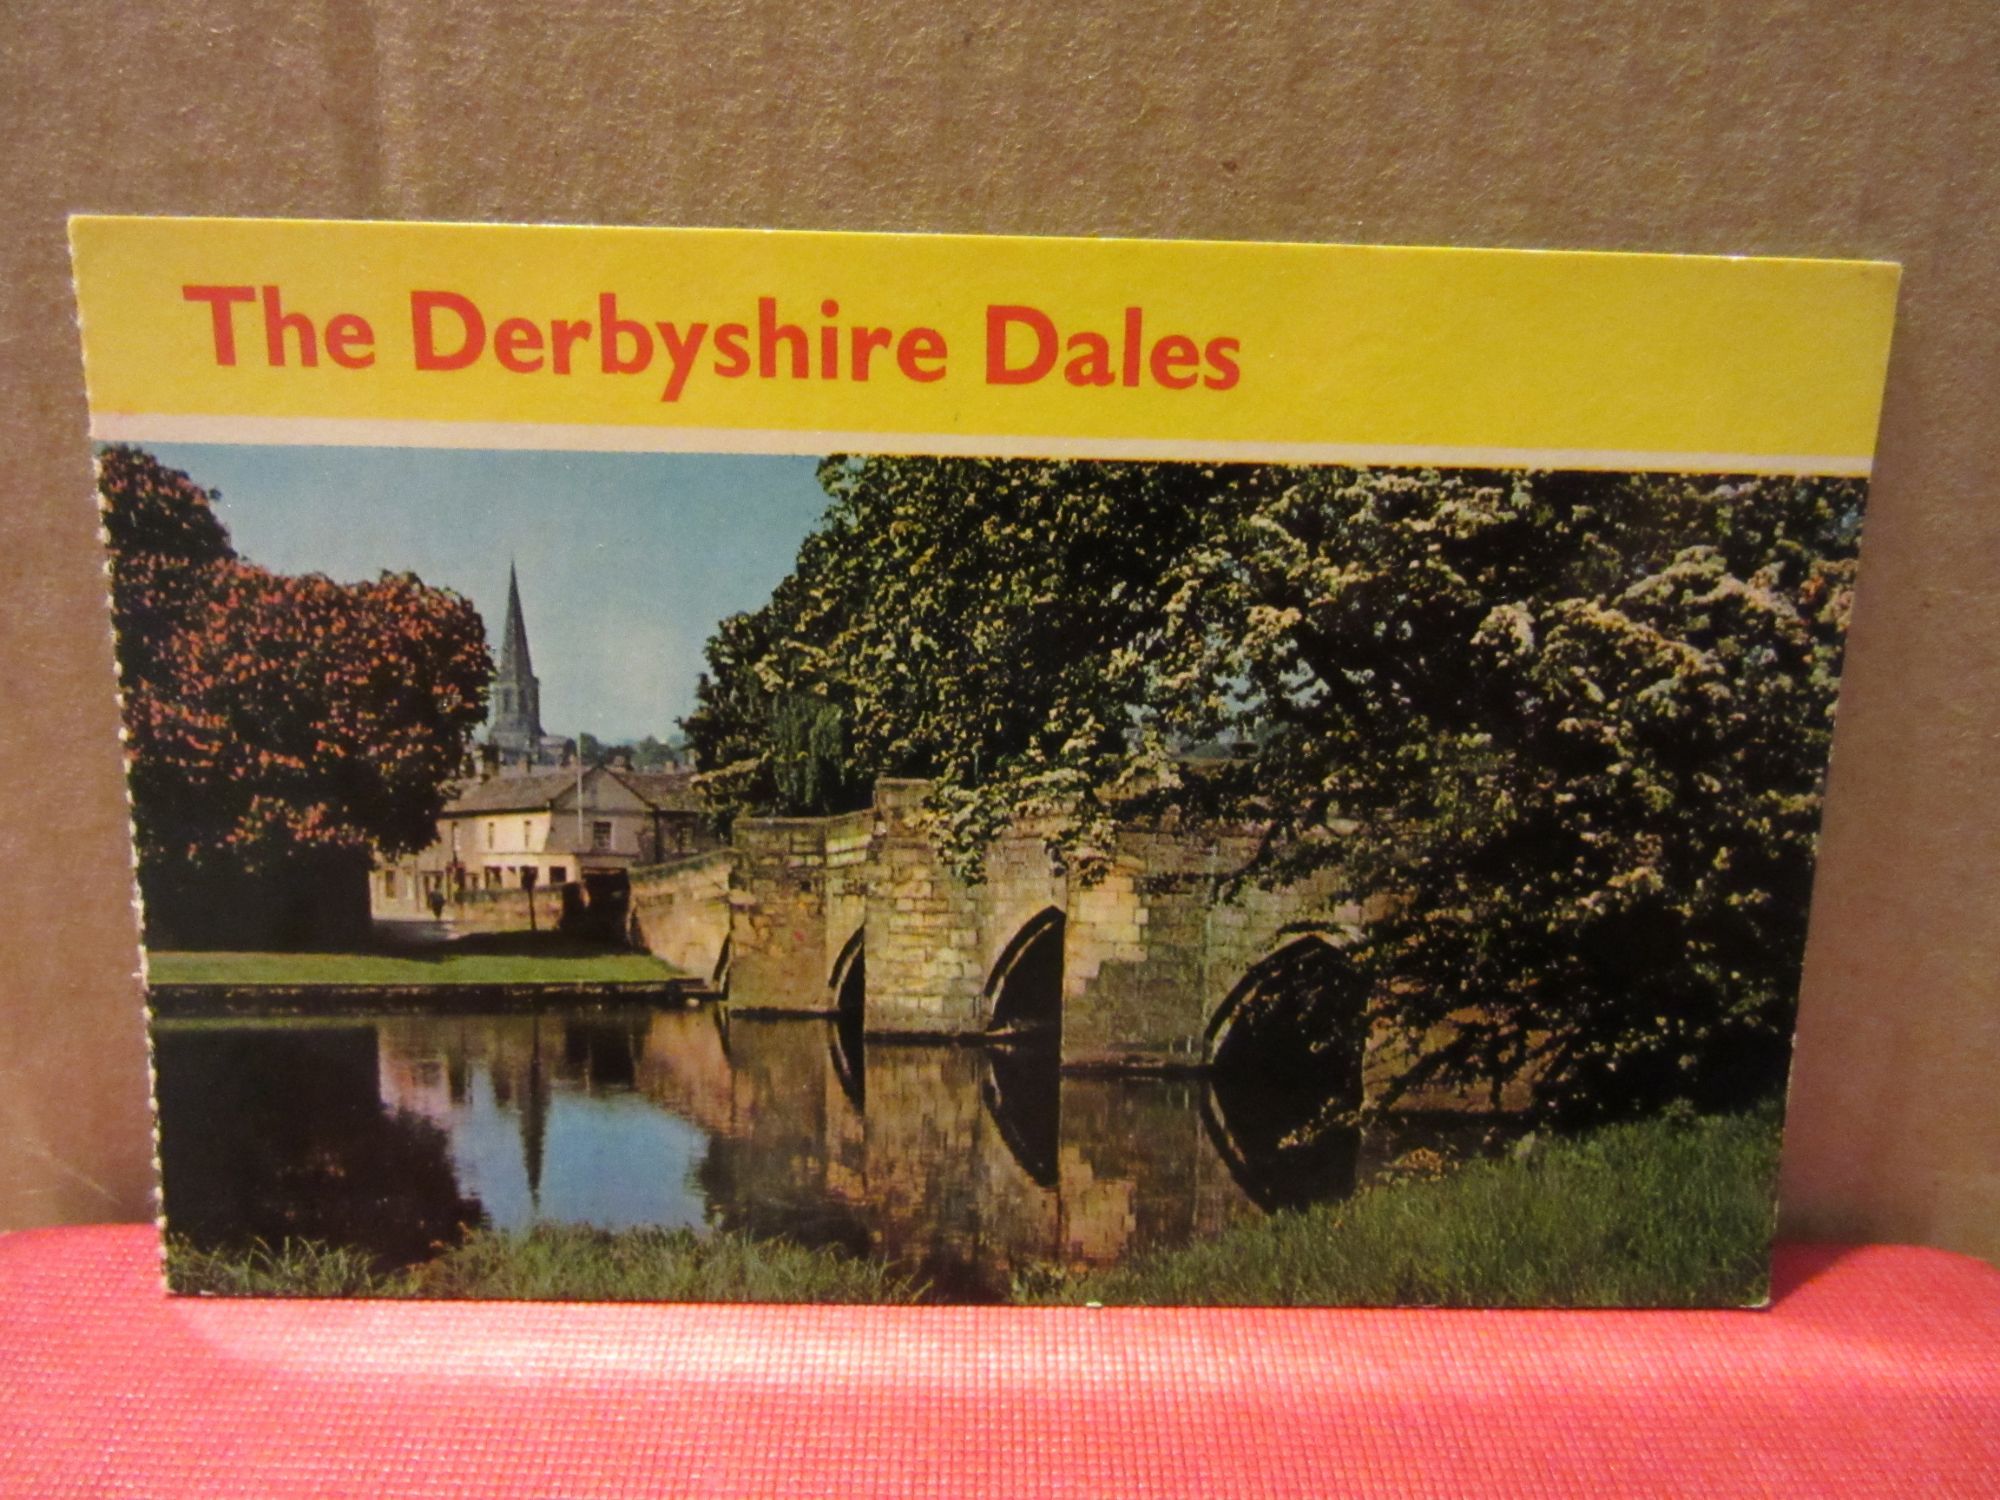 The Derbyshire Dales